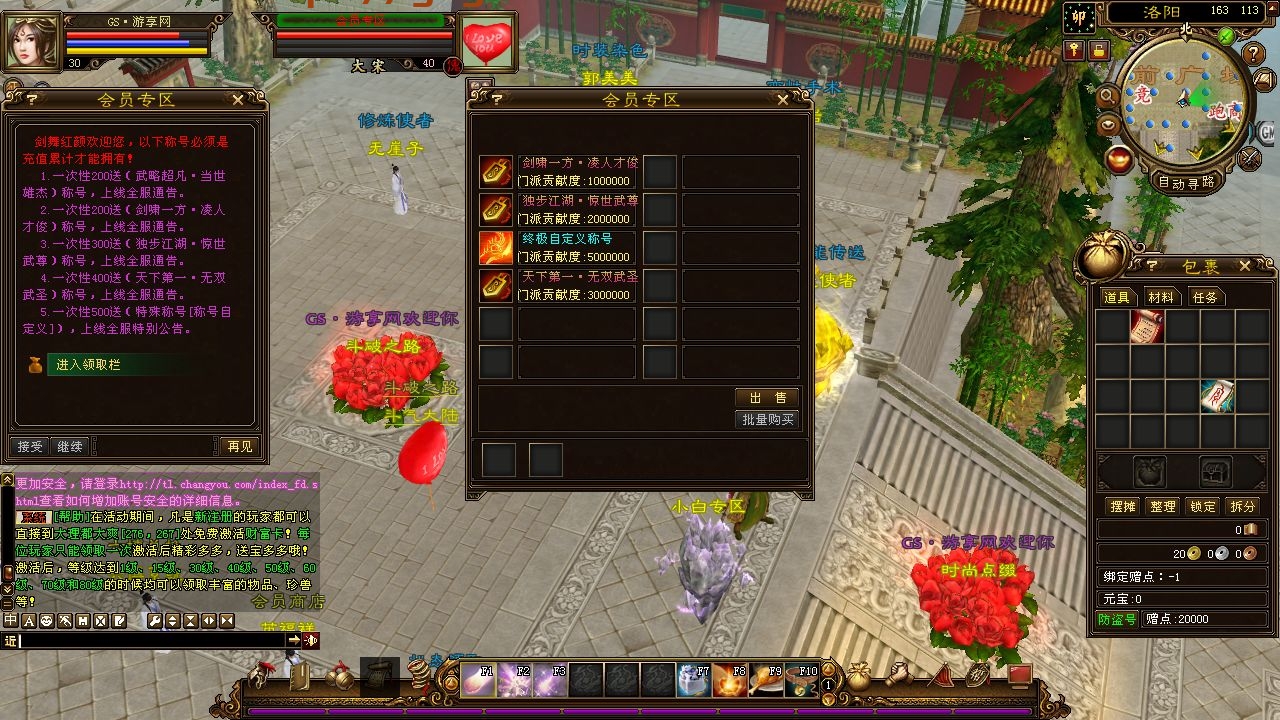 GS·游享网
30
会员专区
大宋
40
I LOVE YOU
洛阳
163 113
自动寻路
时装染色
郭美美
修炼使者
无崖子
会员专区
剑舞红颜欢迎您，以下称号必须是
充值累计才能拥有！
1.一次性200送（武略超凡·当世
雄杰）称号，上线全服通告。
2.一次性200送（剑啸一方·凌人
才俊）称号，上线全服通告。
3.一次性300送（独步江湖·惊世
武尊）称号，上线全服通告。
4.一次性400送（天下第一·无双
武圣）称号，上线全服通告。
5.一次性500送（特殊称号[称号自
定义]），上线全服特别公告。
进入领取栏
接受
继续
再见
会员专区
剑啸一方·凌人才俊
门派贡献度:1000000
独步江湖·惊世武尊
门派贡献度:2000000
终极自定义称号
门派贡献度:5000000
天下第一·无双武圣
门派贡献度:3000000
出 售
批量购买
能传送
使者
GS·游享网欢迎你
斗破之路
斗破之路
斗气大陆
小白专区
GS·游享网欢迎你
时尚点缀
会员商店
包裹
道具
材料
任务
摆摊
整理
锁定
拆分
0
20 0 0
绑定赠点：-1
元宝:0
防盗号
赠点:20000
更加安全，请登录http://tl.changyou.com/index_fd.s
html查看如何增加账号安全的详细信息。
[帮助]在活动期间，凡是新注册的玩家都可以
直接到大理都大爽[276，267]处免费激活财富卡！每
位玩家只能领取一次激活后精彩多多，送宝多多哦！
激活后，等级达到1级、15级、30级、40级、50级、60
级、70级和80级的时候均可以领取丰富的物品、奖官
等！
近
F1
F2
F3
F7
F8
F9
F10
1